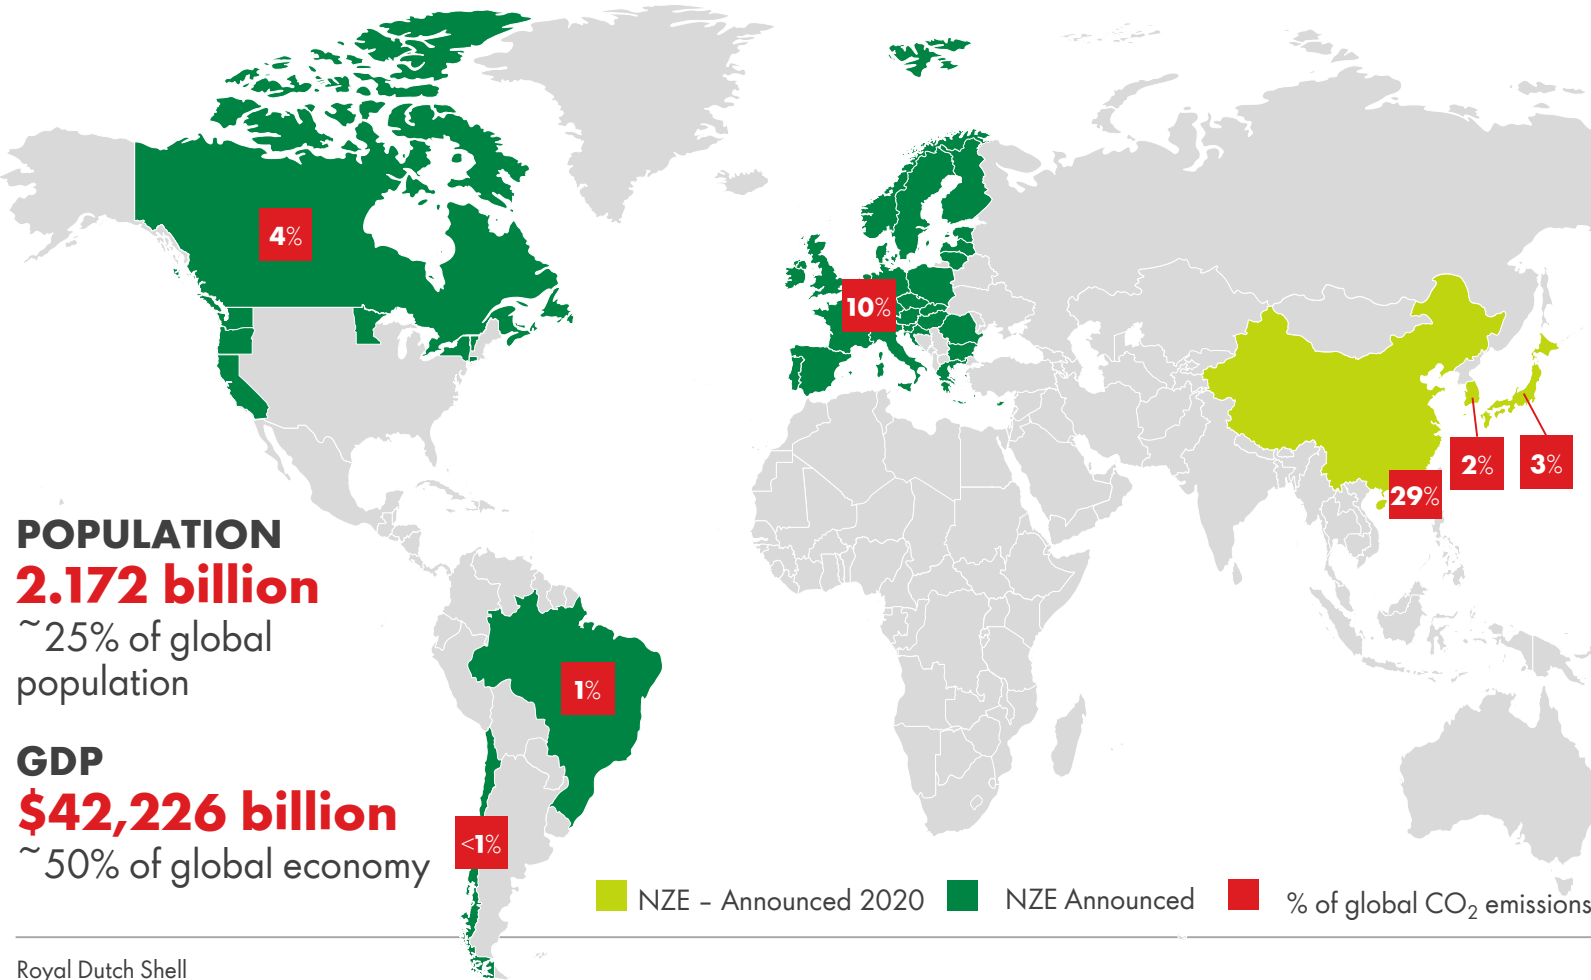 4%
10%
2%
3%
29%
POPULATION
2.172 billion
~25% of global
population
1%
GDP
$42,226 billion
~50% of global economy
<1%
NZE – Announced 2020
NZE Announced
% of global CO₂ emissions
Royal Dutch Shell